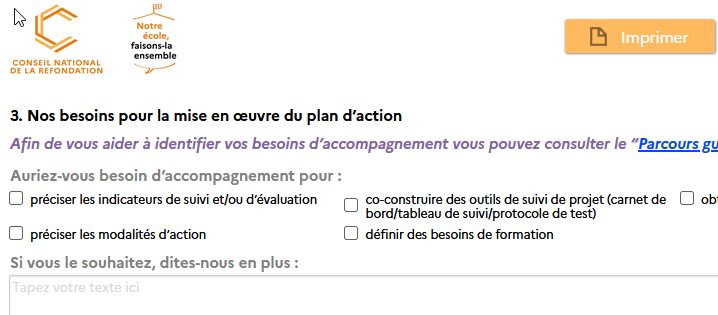 CONSEIL NATIONAL
DE LA REFONDATION
Notre
école,
faisons-la
ensemble
Imprimer
3. Nos besoins pour la mise en œuvre du plan d’action
Afin de vous aider à identifier vos besoins d’accompagnement vous pouvez consulter le “Parcours
Auriez-vous besoin d’accompagnement pour :
préciser les indicateurs de suivi et/ou d’évaluation
co-construire des outils de suivi de projet (carnet de
bord/tableau de suivi/protocole de test)
préciser les modalités d’action
définir des besoins de formation
Si vous le souhaitez, dites-nous en plus :
Tapez votre texte ici